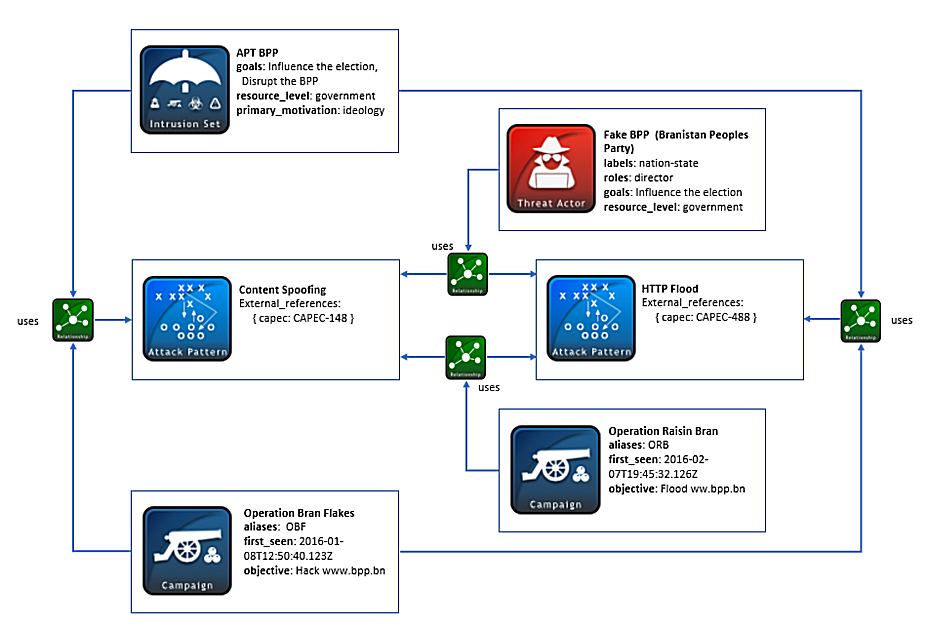 APT BPP
goals: Influence the election,
Disrupt the BPP
resource_level: government
primary_motivation: ideology
Intrusion Set
Fake BPP (Branistan Peoples
Party)
labels: nation-state
roles: director
goals: Influence the election
resource_level: government
Threat Actor
uses
Relationship
Content Spoofing
External_references:
{ capec: CAPEC-148 }
Attack Pattern
HTTP Flood
External_references:
{ capec: CAPEC-488 }
Attack Pattern
uses
Relationship
Relationship
uses
Relationship
uses
Operation Raisin Bran
aliases: ORB
first_seen: 2016-02-
07T19:45:32.126Z
objective: Flood ww.bpp.bn
Campaign
Operation Bran Flakes
aliases: OBF
first_seen: 2016-01-
08T12:50:40.123Z
objective: Hack www.bpp.bn
Campaign